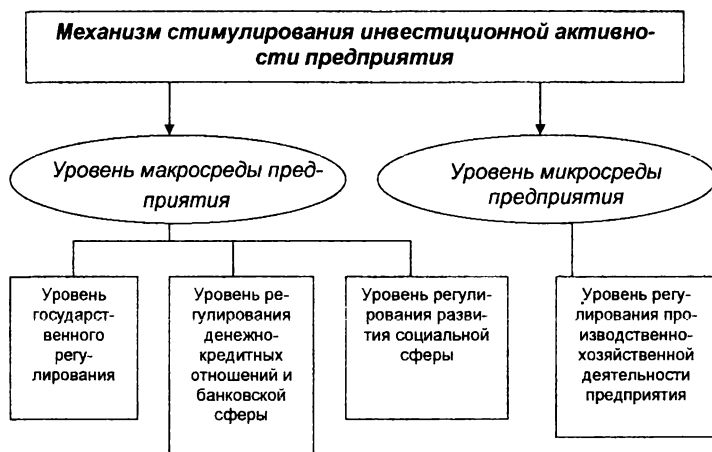 Механизм стимулирования инвестиционной активно-
сти предприятия
Уровень макросреды пред-
приятия
Уровень микросреды
предприятия
Уровень
государст-
венного
регу-
лирования
Уровень ре-
гулирования
денежно-
кредитных
отношений и
банковской
сферы
Уровень регули-
рования разви-
тия социальной
сферы
Уровень регу-
лирования про-
изводственно-
хозяйственной
деятельности
предприятия